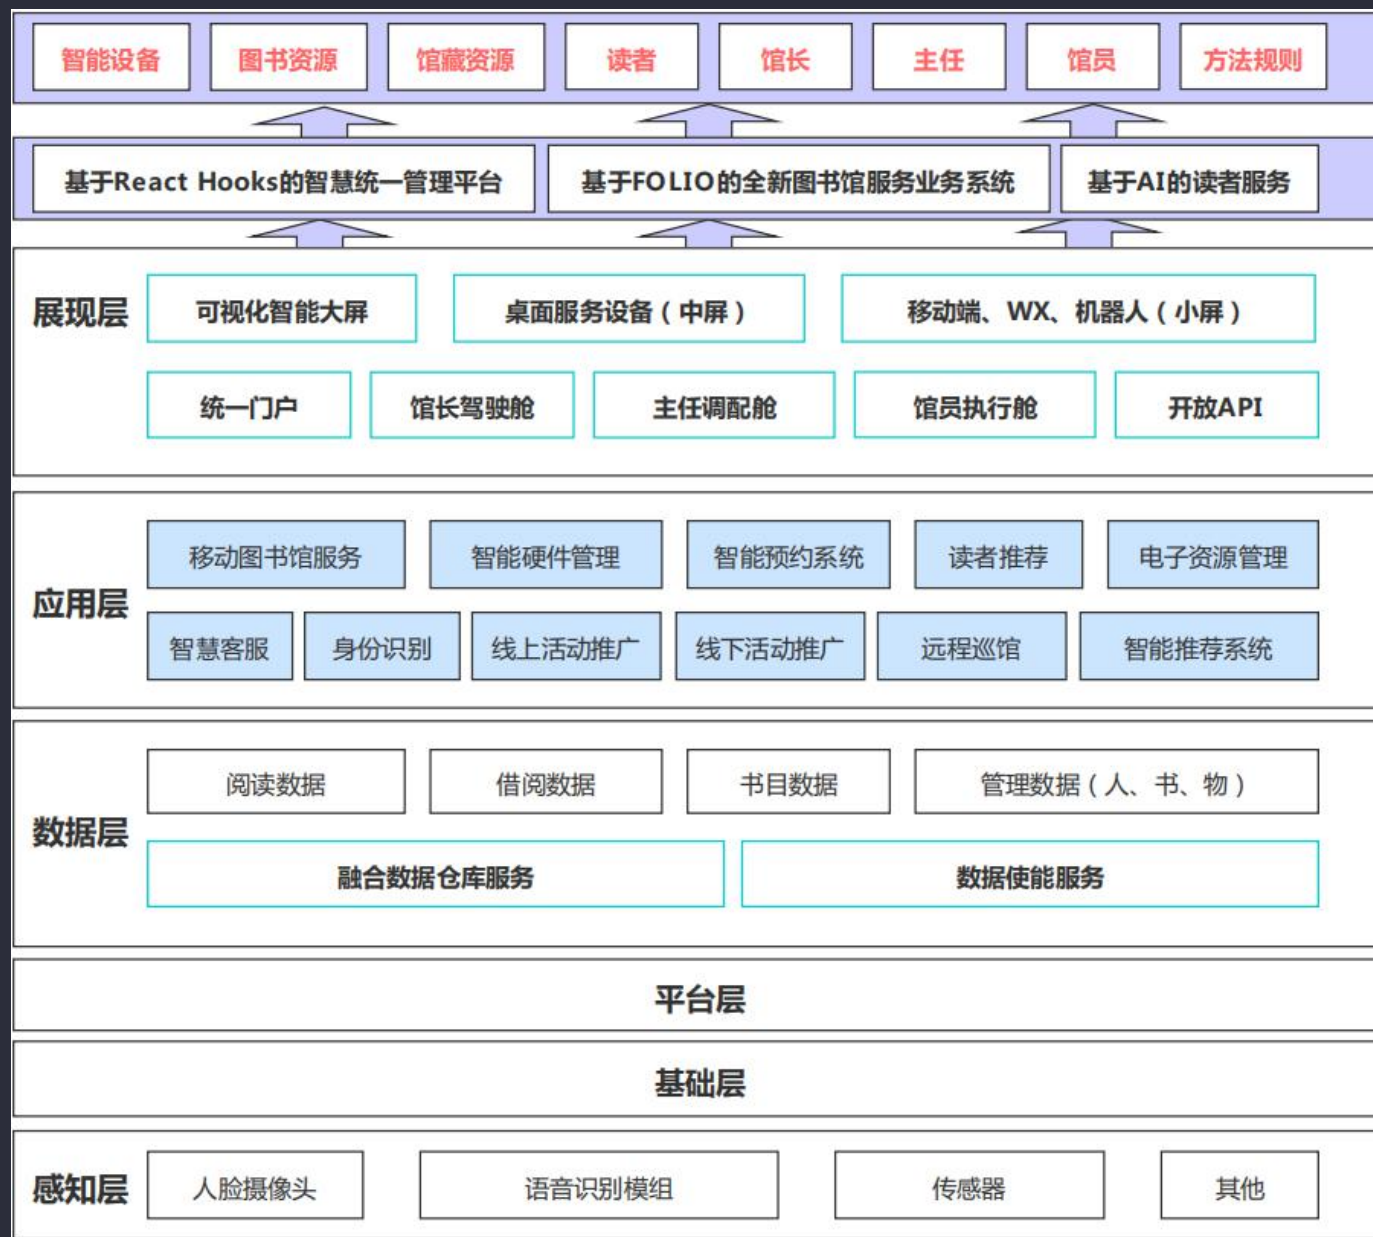 智能设备 图书资源 馆藏资源 读者 馆长 主任 馆员 方法规则
基于React Hooks的智慧统一管理平台 基于FOLIO的全新图书馆服务业务系统 基于AI的读者服务
展现层 可视化智能大屏 桌面服务设备（中屏） 移动端、WX、机器人（小屏）
统一门户 馆长驾驶舱 主任调配舱 馆员执行舱 开放API
移动图书馆服务 智能硬件管理 智能预约系统 读者推荐 电子资源管理
应用层
智慧客服 身份识别 线上活动推广 线下活动推广 远程巡馆 智能推荐系统
阅读数据 借阅数据 书目数据 管理数据（人、书、物）
数据层
融合数据仓库服务 数据使能服务
平台层
基础层
感知层 人脸摄像头 语音识别模组 传感器 其他